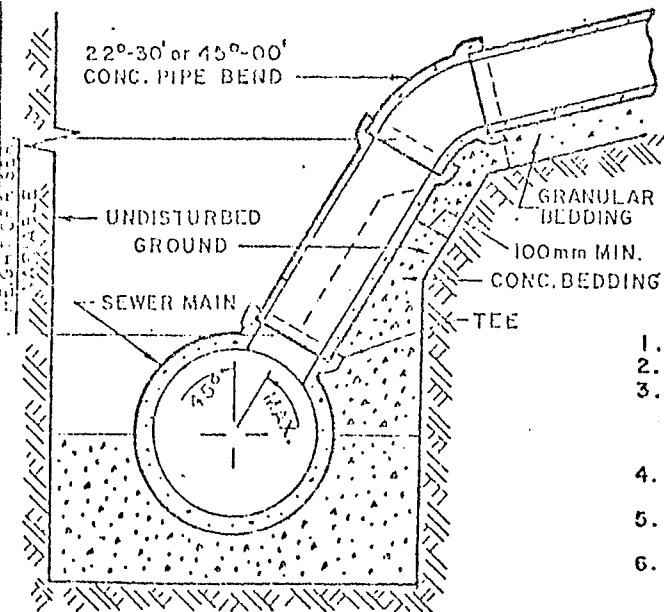 22°-30' or 45°-00'
CONC. PIPE BEND
UNDISTURBED
GROUND
SEWER MAIN
45°
MAX.
GRANULAR
BEDDING
100mm MIN.
CONC. BEDDING
TEE
1.
2.
3.
4.
5.
6.